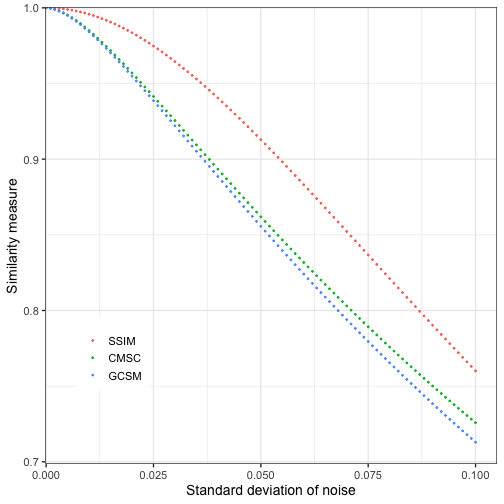 1.0
0.9
0.8
0.7
Similarity measure
SSIM
CMSC
GCSM
0.000 0.025 0.050 0.075 0.100
Standard deviation of noise